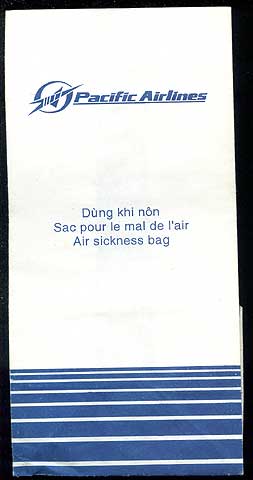 Pacific Airlines
Dùng khi nôn
Sac pour le mal de l'air
Air sickness bag